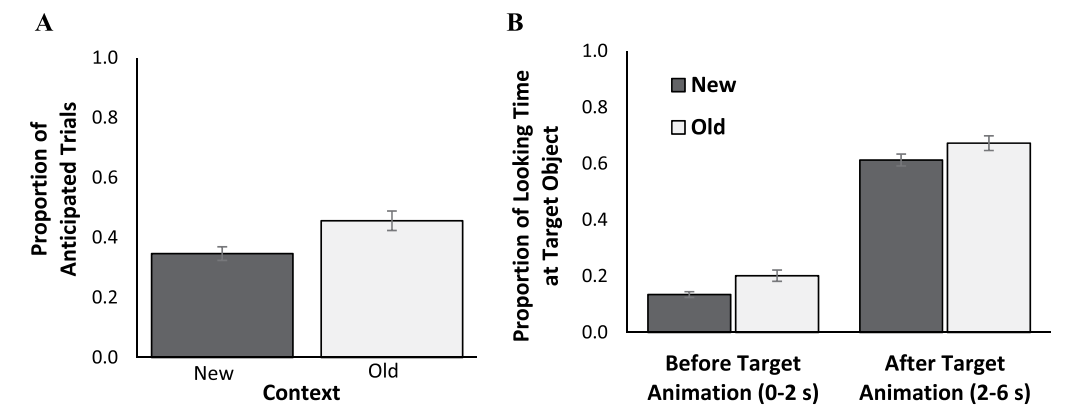 A
1.0
0.8
0.6
0.4
0.2
0.0
Proportion of
Anticipated Trials
New
Old
Context
B
1.0
0.8
0.6
0.4
0.2
0.0
Proportion of Looking Time
at Target Object
New
Old
Before Target
Animation (0-2 s)
After Target
Animation (2-6 s)